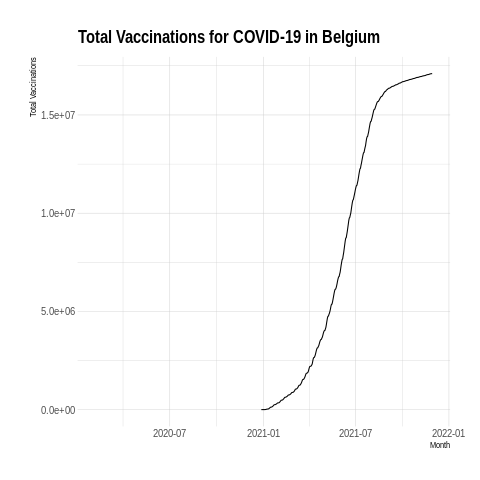 Total Vaccinations for COVID-19 in Belgium
Total Vaccinations
1.5e+07
1.0e+07
5.0e+06
0.0e+00
2020-07 2021-01 2021-07 2022-01
Month